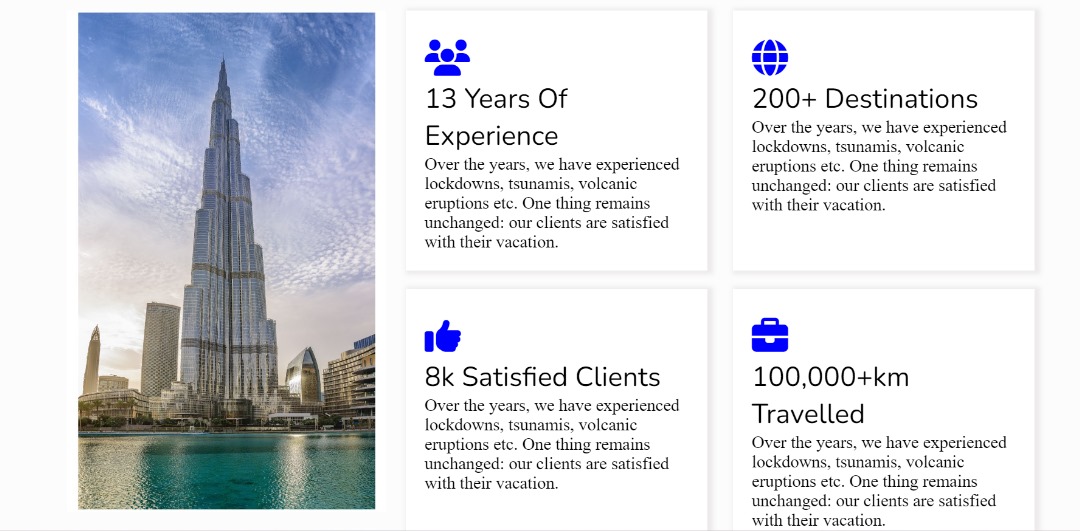 13 Years Of
Experience
Over the years, we have experienced
lockdowns, tsunamis, volcanic
eruptions etc. One thing remains
unchanged: our clients are satisfied
with their vacation.
200+ Destinations
Over the years, we have experienced
lockdowns, tsunamis, volcanic
eruptions etc. One thing remains
unchanged: our clients are satisfied
with their vacation.
8k Satisfied Clients
Over the years, we have experienced
lockdowns, tsunamis, volcanic
eruptions etc. One thing remains
unchanged: our clients are satisfied
with their vacation.
100,000+km
Travelled
Over the years, we have experienced
lockdowns, tsunamis, volcanic
eruptions etc. One thing remains
unchanged: our clients are satisfied
with their vacation.